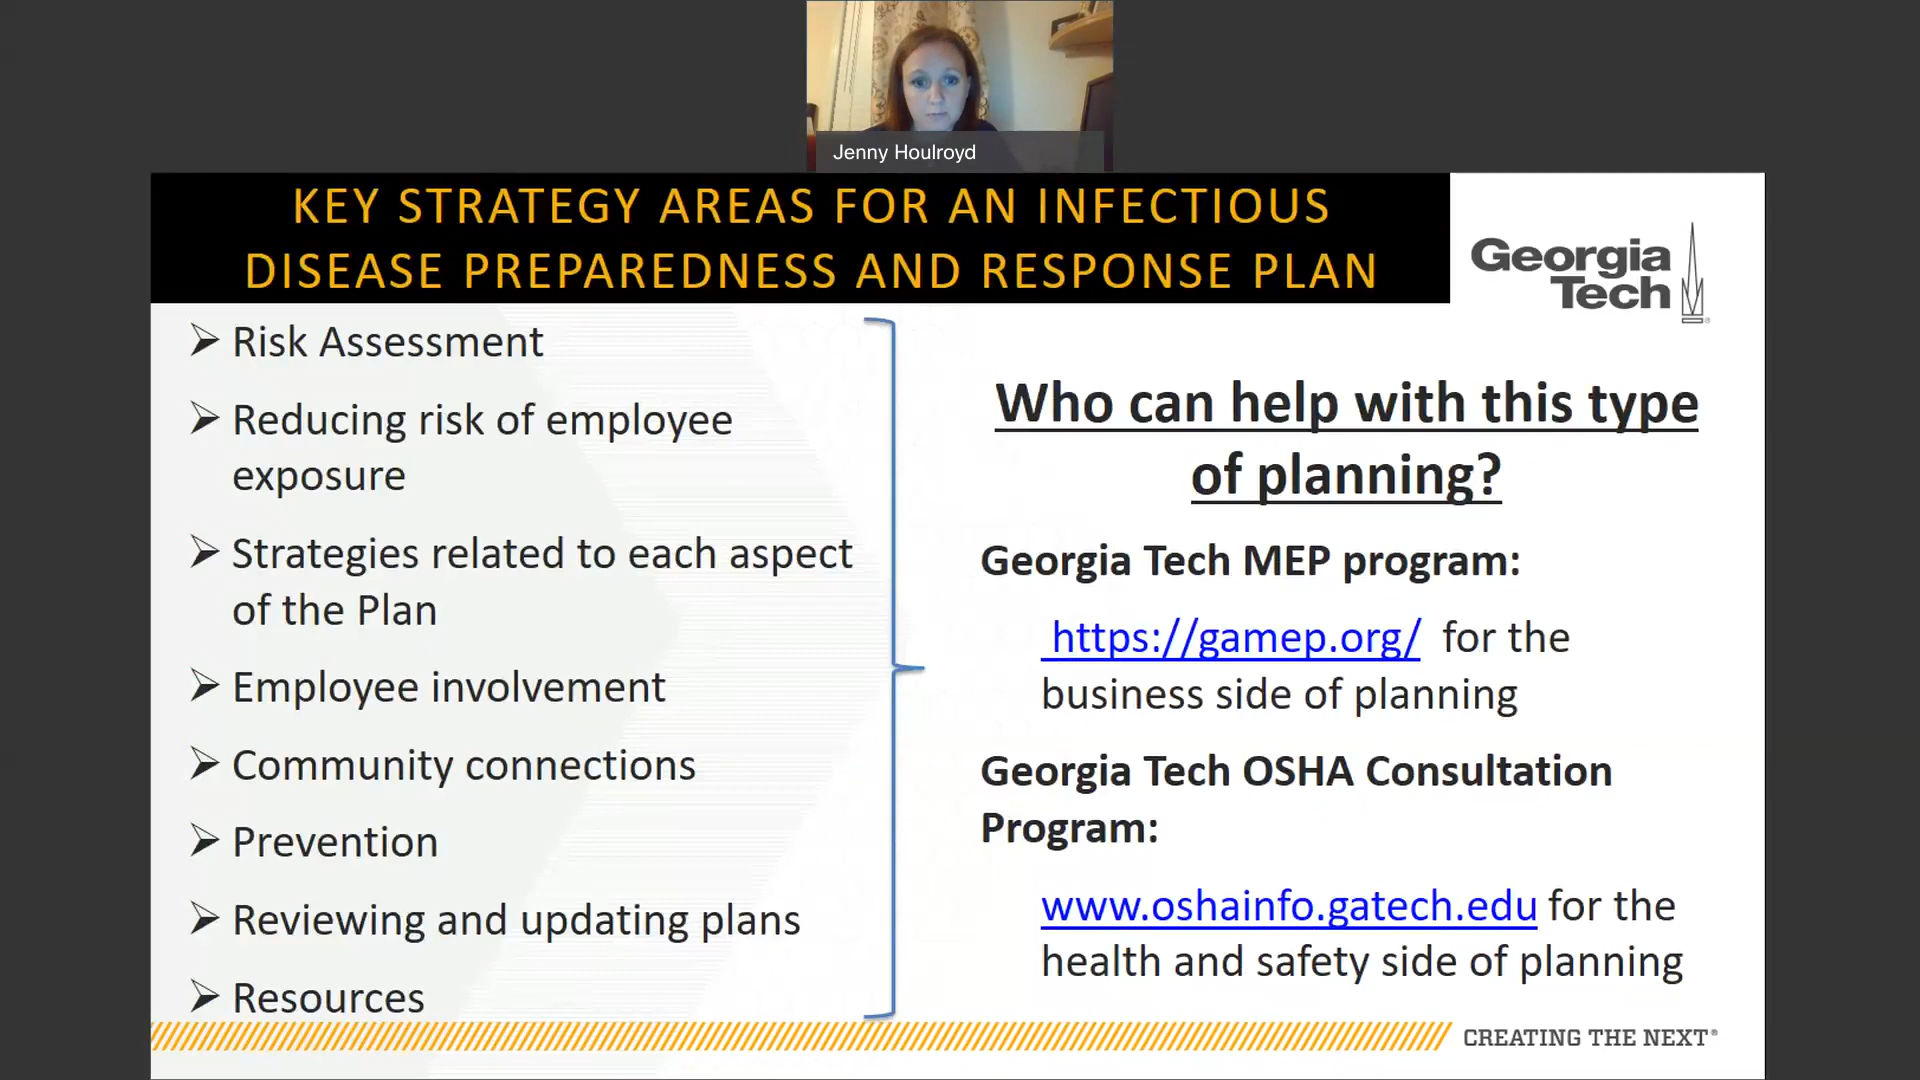 Jenny Houlroyd
KEY STRATEGY AREAS FOR AN INFECTIOUS
DISEASE PREPAREDNESS AND RESPONSE PLAN
Georgia
Tech
Risk Assessment
Reducing risk of employee
exposure
Strategies related to each aspect
of the Plan
Employee involvement
Community connections
Prevention
Reviewing and updating plans
Resources
Who can help with this type
of planning?
Georgia Tech MEP program:
https://gamep.org/ for the
business side of planning
Georgia Tech OSHA Consultation
Program:
www.oshainfo.gatech.edu for the
health and safety side of planning
CREATING THE NEXT®